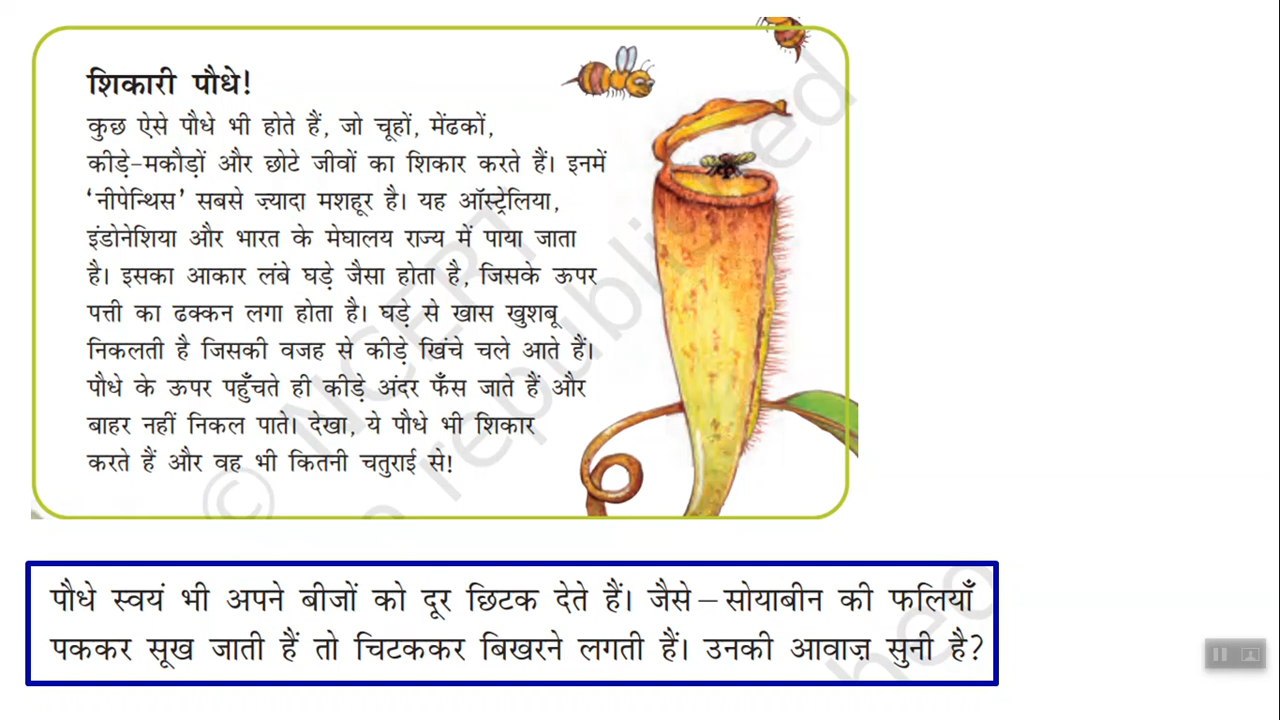 शिकारी पौधे!
कुछ ऐसे पौधे भी होते हैं, जो चूहों, मेंढकों,
कीड़े-मकौड़ों और छोटे जीवों का शिकार करते हैं। इनमें
‘नीपेन्थिस’ सबसे ज़्यादा मशहूर है। यह ऑस्ट्रेलिया,
इंडोनेशिया और भारत के मेघालय राज्य में पाया जाता
है। इसका आकार लंबे घड़े जैसा होता है, जिसके ऊपर
पत्ती का ढक्कन लगा होता है। घड़े से खास खुशबू
निकलती है जिसकी वजह से कीड़े खिंचे चले आते हैं।
पौधे के ऊपर पहुँचते ही कीड़े अंदर फँस जाते हैं और
बाहर नहीं निकल पाते। देखा, ये पौधे भी शिकार
करते हैं और वह भी कितनी चतुराई से!
© NCERT
republished
पौधे स्वयं भी अपने बीजों को दूर छिटक देते हैं। जैसे – सोयाबीन की फलियाँ
पककर सूख जाती हैं तो चिटककर बिखरने लगती हैं। उनकी आवाज़ सुनी है?